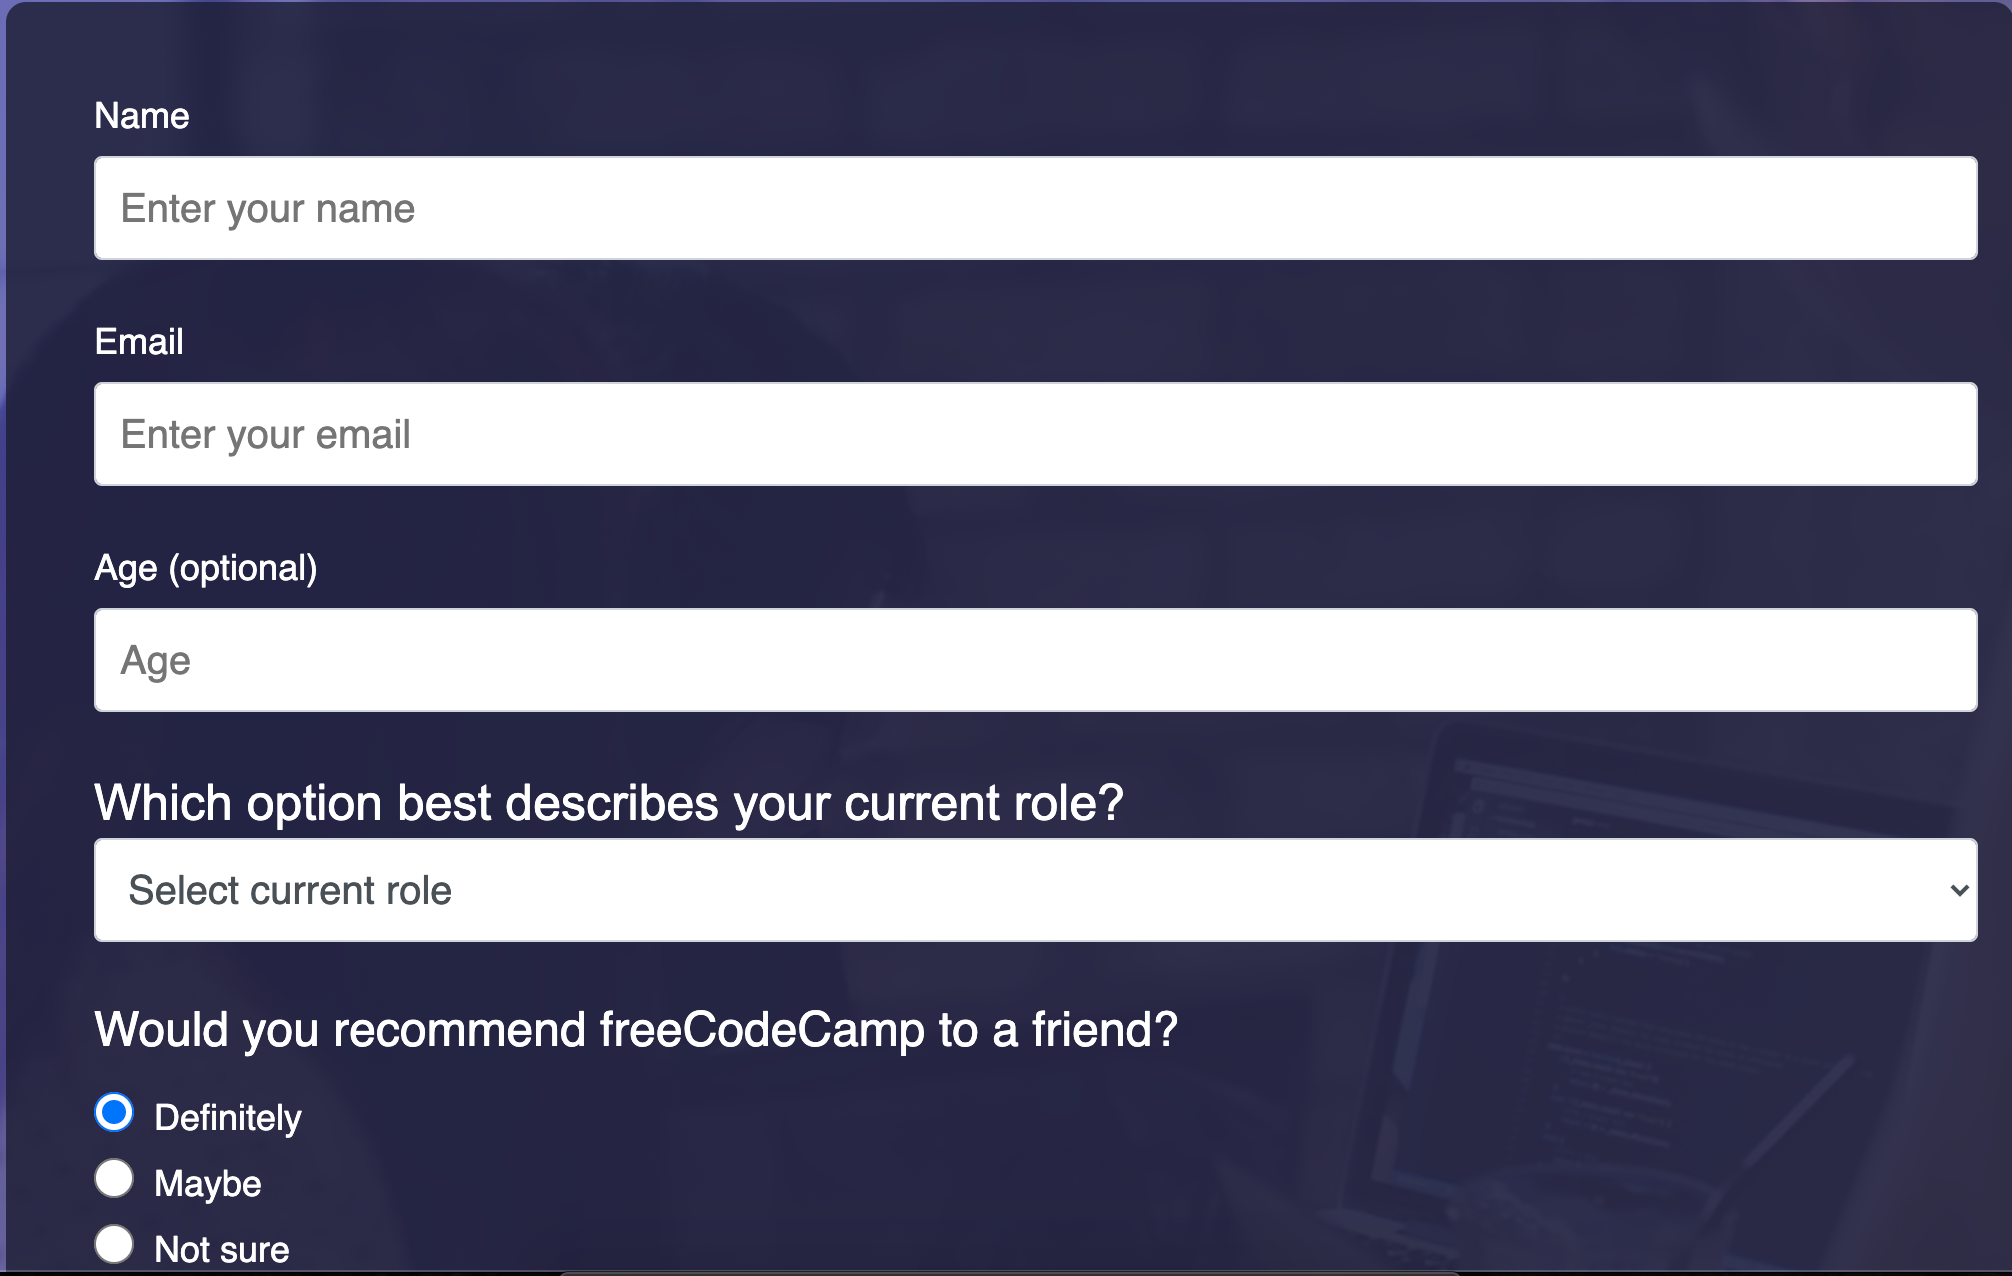 Name
Enter your name
Email
Enter your email
Age (optional)
Age
Which option best describes your current role?
Select current role
Would you recommend freeCodeCamp to a friend?
Definitely
Maybe
Not sure